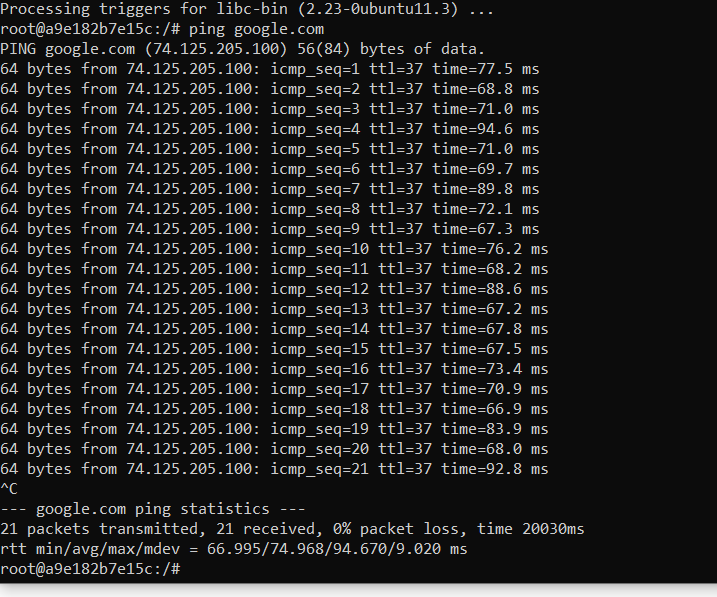 Processing triggers for libc-bin (2.23-0ubuntu11.3) ...
root@a9e182b7e15c:/# ping google.com
PING google.com (74.125.205.100) 56(84) bytes of data.
64 bytes from 74.125.205.100: icmp_seq=1 ttl=37 time=77.5 ms
64 bytes from 74.125.205.100: icmp_seq=2 ttl=37 time=68.8 ms
64 bytes from 74.125.205.100: icmp_seq=3 ttl=37 time=71.0 ms
64 bytes from 74.125.205.100: icmp_seq=4 ttl=37 time=94.6 ms
64 bytes from 74.125.205.100: icmp_seq=5 ttl=37 time=71.0 ms
64 bytes from 74.125.205.100: icmp_seq=6 ttl=37 time=69.7 ms
64 bytes from 74.125.205.100: icmp_seq=7 ttl=37 time=89.8 ms
64 bytes from 74.125.205.100: icmp_seq=8 ttl=37 time=72.1 ms
64 bytes from 74.125.205.100: icmp_seq=9 ttl=37 time=67.3 ms
64 bytes from 74.125.205.100: icmp_seq=10 ttl=37 time=76.2 ms
64 bytes from 74.125.205.100: icmp_seq=11 ttl=37 time=68.2 ms
64 bytes from 74.125.205.100: icmp_seq=12 ttl=37 time=88.6 ms
64 bytes from 74.125.205.100: icmp_seq=13 ttl=37 time=67.2 ms
64 bytes from 74.125.205.100: icmp_seq=14 ttl=37 time=67.8 ms
64 bytes from 74.125.205.100: icmp_seq=15 ttl=37 time=67.5 ms
64 bytes from 74.125.205.100: icmp_seq=16 ttl=37 time=73.4 ms
64 bytes from 74.125.205.100: icmp_seq=17 ttl=37 time=70.9 ms
64 bytes from 74.125.205.100: icmp_seq=18 ttl=37 time=66.9 ms
64 bytes from 74.125.205.100: icmp_seq=19 ttl=37 time=83.9 ms
64 bytes from 74.125.205.100: icmp_seq=20 ttl=37 time=68.0 ms
64 bytes from 74.125.205.100: icmp_seq=21 ttl=37 time=92.8 ms
^C
--- google.com ping statistics ---
21 packets transmitted, 21 received, 0% packet loss, time 20030ms
rtt min/avg/max/mdev = 66.995/74.968/94.670/9.020 ms
root@a9e182b7e15c:/#